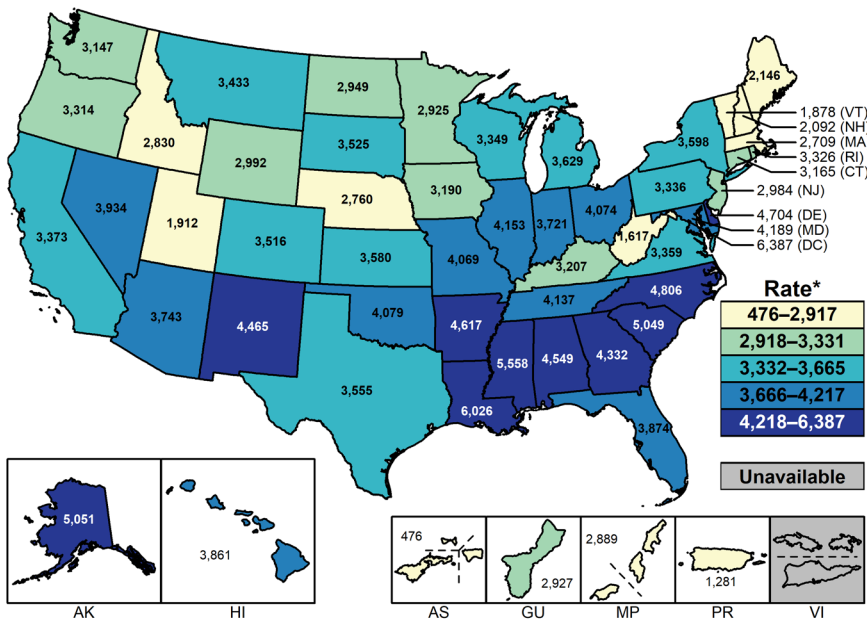 3,147
3,314
3,433
2,830
2,949
2,925
3,525
2,992
3,349
3,629
3,598
2,146
1,878 (VT)
2,092 (NH)
2,709 (MA)
3,326 (RI)
3,165 (CT)
2,984 (NJ)
4,704 (DE)
4,189 (MD)
6,387 (DC)
3,336
3,190
2,760
3,934
1,912
3,373
3,516
3,580
4,153
3,721
4,074
1,617
3,359
4,069
3,207
4,137
4,806
3,743
4,465
4,079
4,617
5,049
5,558
4,549
4,332
3,555
6,026
3,874
Rate*
476–2,917
2,918–3,331
3,332–3,665
3,666–4,217
4,218–6,387
Unavailable
5,051
3,861
476
2,927
2,889
1,281
AK
HI
AS
GU
MP
PR
VI